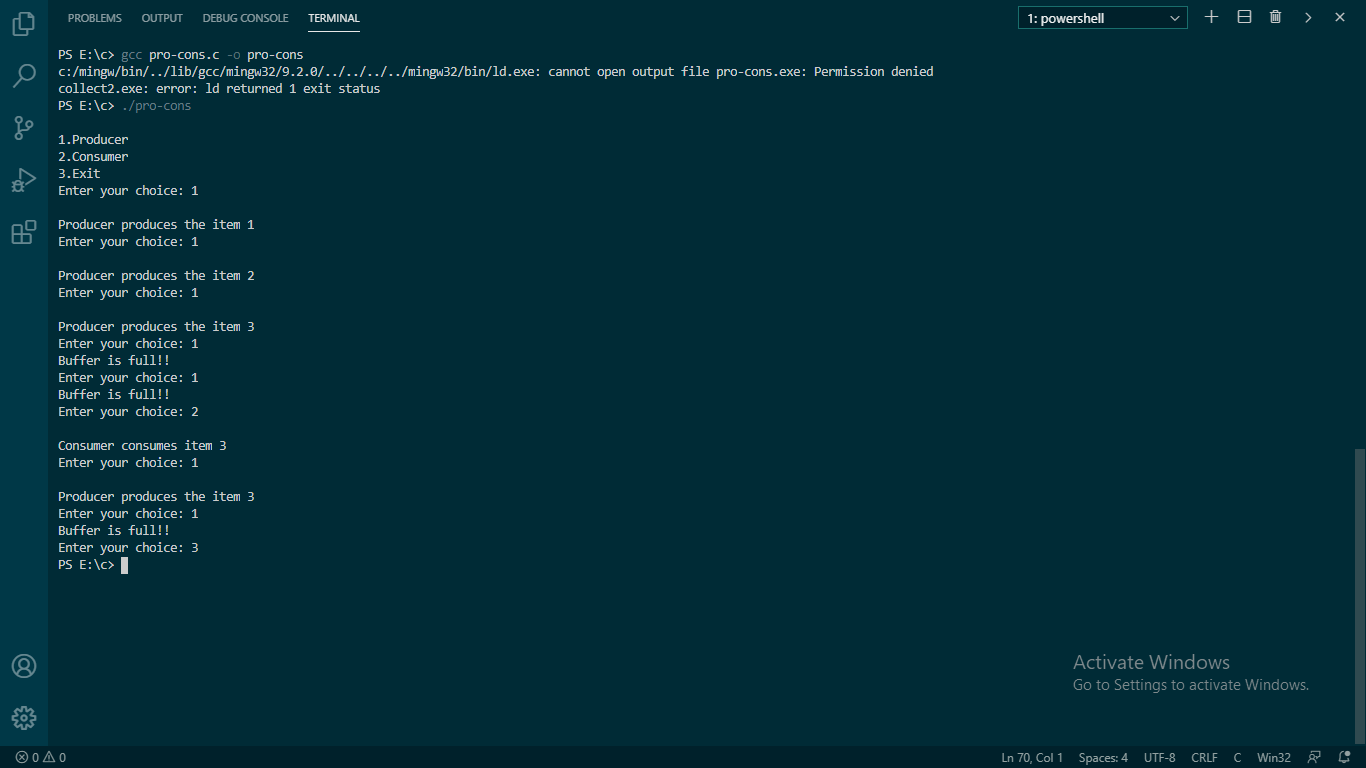 PROBLEMS OUTPUT DEBUG CONSOLE TERMINAL 1: powershell
PS E:\c> gcc pro-cons.c -o pro-cons
c:/mingw/bin/../lib/gcc/mingw32/9.2.0/../../../../mingw32/bin/ld.exe: cannot open output file pro-cons.exe: Permission denied
collect2.exe: error: ld returned 1 exit status
PS E:\c> ./pro-cons
1.Producer
2.Consumer
3.Exit
Enter your choice: 1
Producer produces the item 1
Enter your choice: 1
Producer produces the item 2
Enter your choice: 1
Producer produces the item 3
Enter your choice: 1
Buffer is full!!
Enter your choice: 1
Buffer is full!!
Enter your choice: 2
Consumer consumes item 3
Enter your choice: 1
Producer produces the item 3
Enter your choice: 1
Buffer is full!!
Enter your choice: 3
PS E:\c>
Activate Windows
Go to Settings to activate Windows.
0 0 Ln 70, Col 1 Spaces: 4 UTF-8 CRLF C Win32